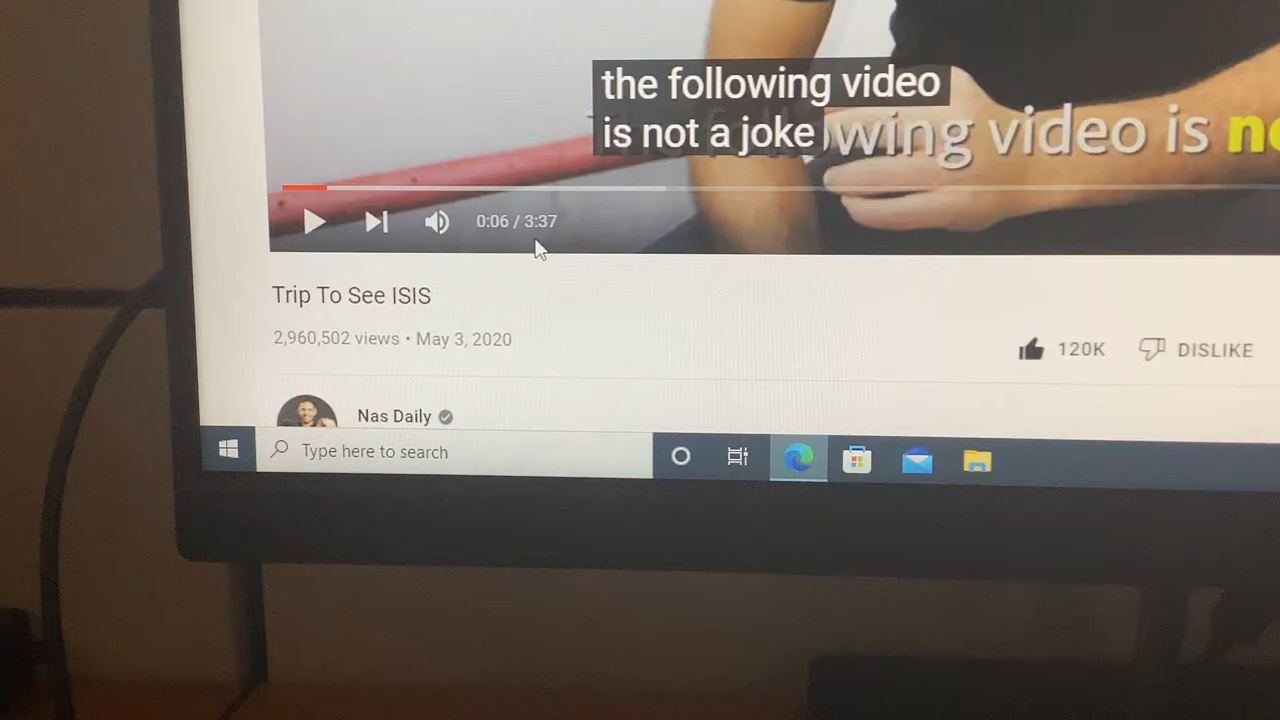 the following video
is not a joke
wing video is
0:06 / 3:37
Trip To See ISIS
2,960,502 views • May 3, 2020
120K DISLIKE
Nas Daily
Type here to search